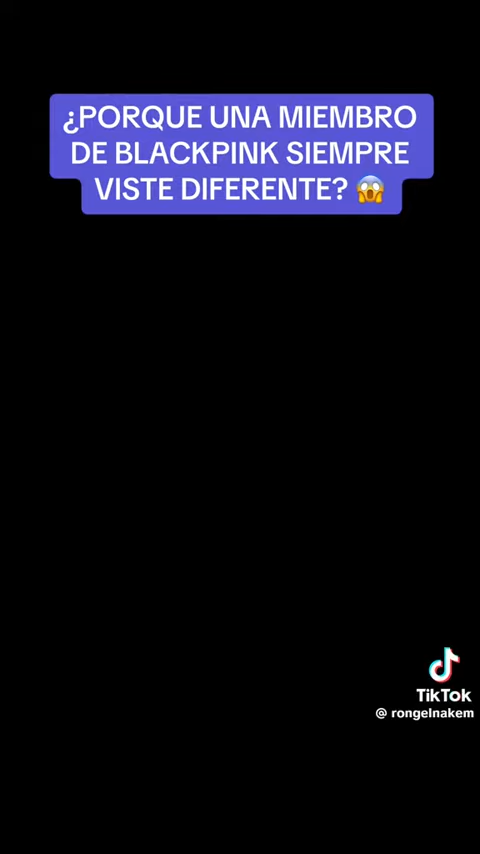 ¿PORQUE UNA MIEMBRO
DE BLACKPINK SIEMPRE
VISTE DIFERENTE? 😱
TikTok
@ rongelnakem